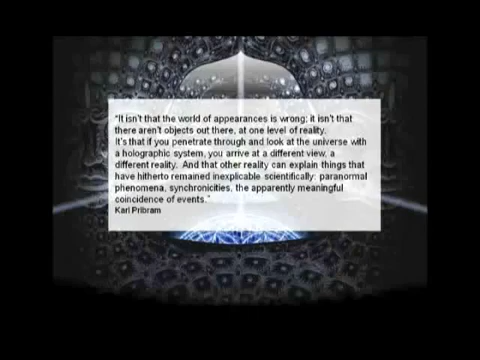 "It isn't that the world of appearances is wrong; it isn't that
there aren't objects out there, at one level of reality.
It's that if you penetrate through and look at the universe with
a holographic system, you arrive at a different view, a
different reality.  And that other reality can explain things that
have hitherto remained inexplicable scientifically: paranormal
phenomena, synchronicities, the apparently meaningful
coincidence of events."
Karl Pribram